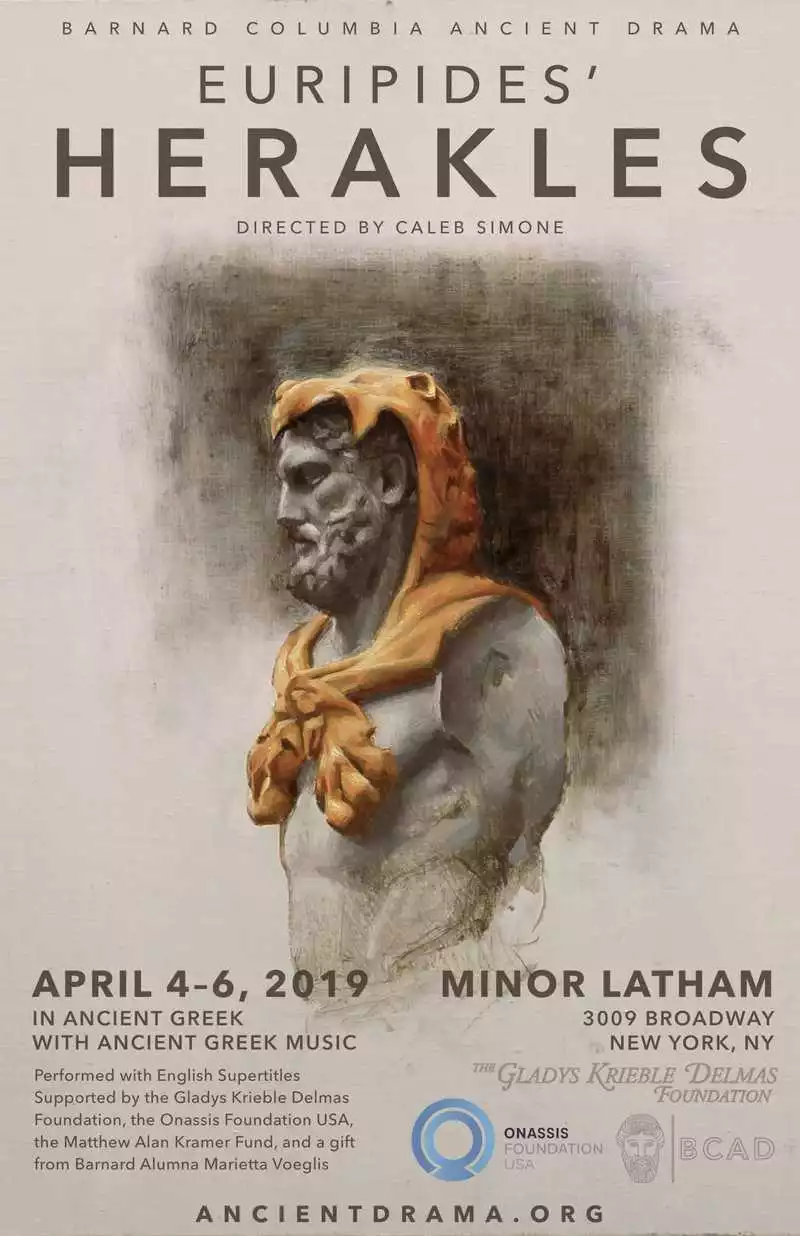 BARNARD COLUMBIA ANCIENT DRAMA
EURIPIDES’
HERAKLES
DIRECTED BY CALEB SIMONE
APRIL 4–6, 2019
IN ANCIENT GREEK
WITH ANCIENT GREEK MUSIC
Performed with English Supertitles
Supported by the Gladys Krieble Delmas
Foundation, the Onassis Foundation USA,
the Matthew Alan Kramer Fund, and a gift
from Barnard Alumna Marietta Voeglis
MINOR LATHAM
3009 BROADWAY
NEW YORK, NY
THE GLADYS KRIEBLE DELMAS
FOUNDATION
ONASSIS
FOUNDATION
USA
BCAD
ANCIENTDRAMA.ORG